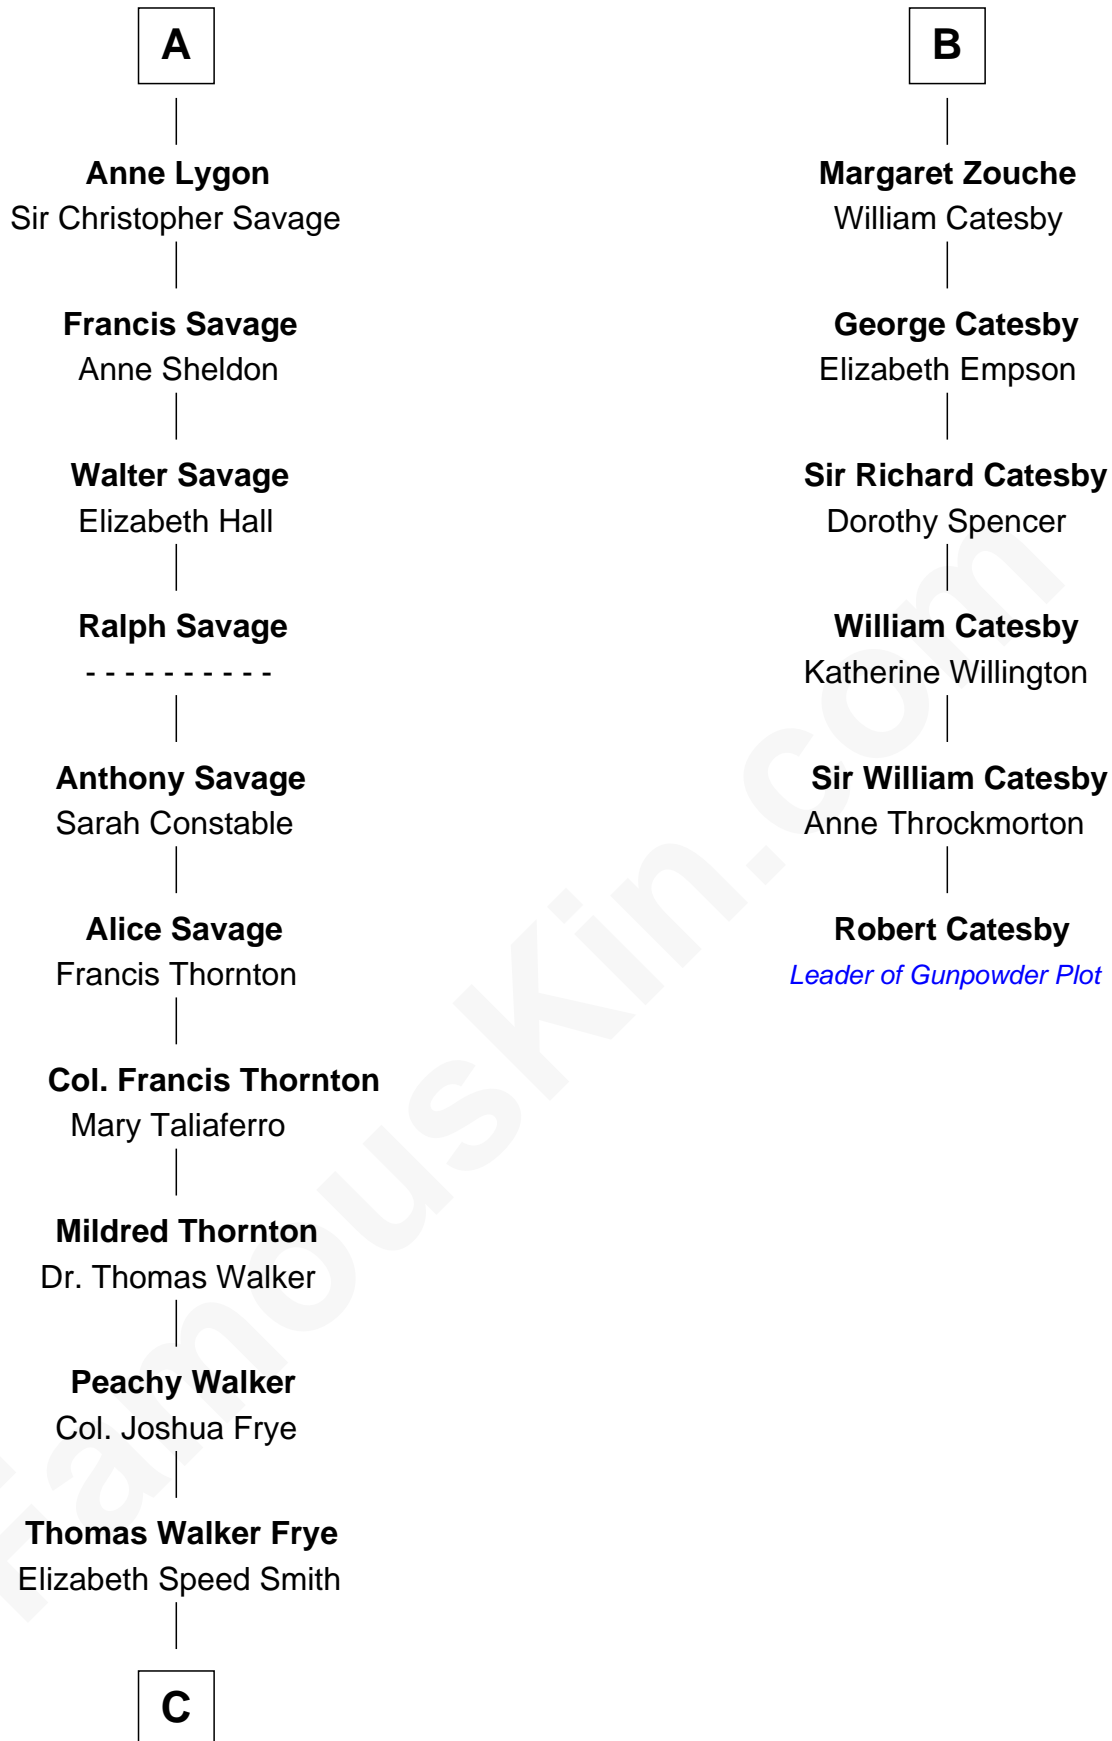 A
Anne Lygon
Sir Christopher Savage
Francis Savage
Anne Sheldon
Walter Savage
Elizabeth Hall
Ralph Savage
- - - - - - - - - -
Anthony Savage
Sarah Constable
Alice Savage
Francis Thornton
Col. Francis Thornton
Mary Taliaferro
Mildred Thornton
Dr. Thomas Walker
Peachy Walker
Col. Joshua Frye
Thomas Walker Frye
Elizabeth Speed Smith
C
B
Margaret Zouche
William Catesby
George Catesby
Elizabeth Empson
Sir Richard Catesby
Dorothy Spencer
William Catesby
Katherine Willington
Sir William Catesby
Anne Throckmorton
Robert Catesby
Leader of Gunpowder Plot
FamousKin.com